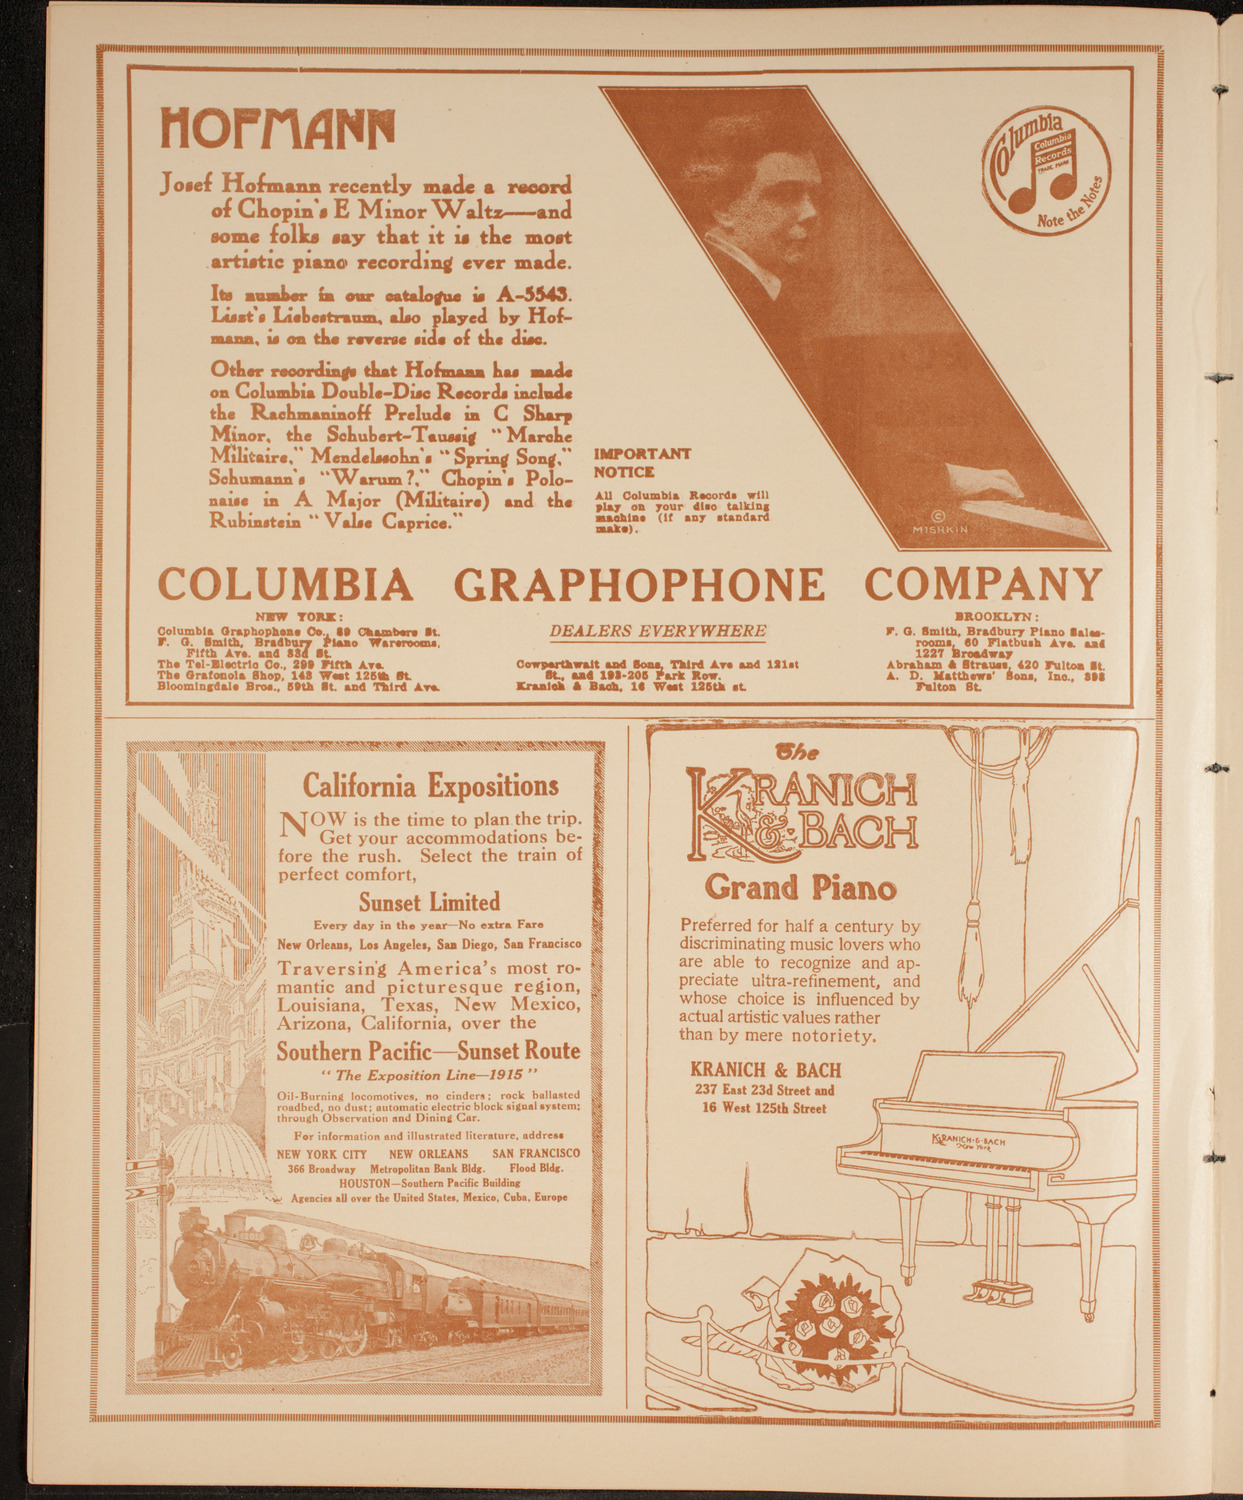 HOFMANN
Josef Hofmann recently made a record
of Chopin's E Minor Waltz—and
some folks say that it is the most
artistic piano recording ever made.
Its number in our catalogue is A-5543.
Liszt's Liebestraum, also played by Hof-
mann, is on the reverse side of the disc.
Other recordings that Hofmann has made
on Columbia Double-Disc Records include
the Rachmaninoff Prelude in C Sharp
Minor, the Schubert-Taussig "Marche
Militaire," Mendelssohn's "Spring Song,"
Schumann's "Warum?," Chopin's Polo-
naise in A Major (Militaire) and the
Rubinstein "Valse Caprice."
IMPORTANT
NOTICE
All Columbia Records will
play on your disc talking
machine (if any standard
make).
© MISHKIN
Columbia
Columbia
Records
TRADE MARK
Note the Notes
COLUMBIA GRAPHOPHONE COMPANY
NEW YORK:
Columbia Graphophone Co., 89 Chambers St.
F. G. Smith, Bradbury Piano Warerooms,
Fifth Ave. and 33d St.
The Tel-Electric Co., 299 Fifth Ave.
The Grafonola Shop, 143 West 125th St.
Bloomingdale Bros., 59th St. and Third Ave.
DEALERS EVERYWHERE
Cowperthwait and Sons, Third Ave and 121st
St., and 193-205 Park Row.
Kranich & Bach, 16 West 125th st.
BROOKLYN:
F. G. Smith, Bradbury Piano Sales-
rooms, 60 Flatbush Ave. and
1227 Broadway
Abraham & Straus, 420 Fulton St.
A. D. Matthews' Sons, Inc., 398
Fulton St.
California Expositions
NOW is the time to plan the trip.
Get your accommodations be-
fore the rush. Select the train of
perfect comfort,
Sunset Limited
Every day in the year—No extra Fare
New Orleans, Los Angeles, San Diego, San Francisco
Traversing America's most ro-
mantic and picturesque region,
Louisiana, Texas, New Mexico,
Arizona, California, over the
Southern Pacific—Sunset Route
"The Exposition Line—1915"
Oil-Burning locomotives, no cinders; rock ballasted
roadbed, no dust; automatic electric block signal system;
through Observation and Dining Car.
For information and illustrated literature, address
NEW YORK CITY NEW ORLEANS SAN FRANCISCO
366 Broadway Metropolitan Bank Bldg. Flood Bldg.
HOUSTON—Southern Pacific Building
Agencies all over the United States, Mexico, Cuba, Europe
The
KRANICH
& BACH
Grand Piano
Preferred for half a century by
discriminating music lovers who
are able to recognize and ap-
preciate ultra-refinement, and
whose choice is influenced by
actual artistic values rather
than by mere notoriety.
KRANICH & BACH
237 East 23d Street and
16 West 125th Street
KRANICH·&·BACH
New York